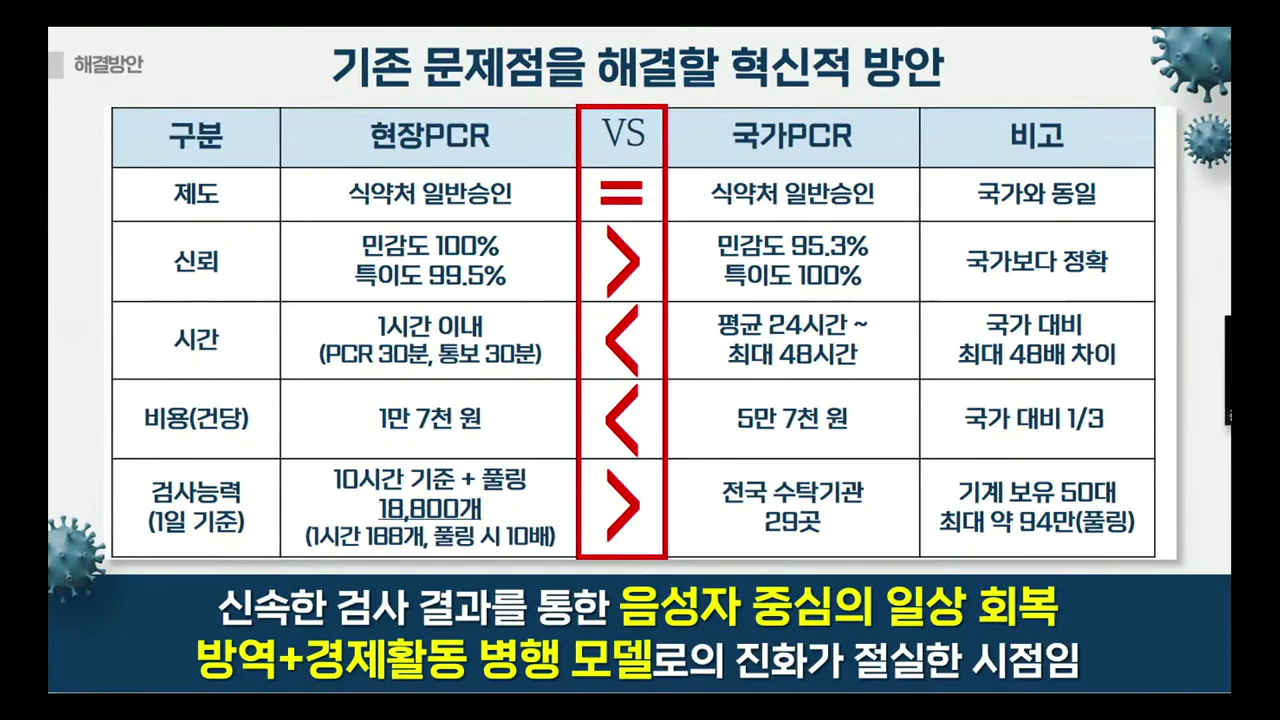 해결방안
기존 문제점을 해결할 혁신적 방안
구분 현장PCR VS 국가PCR 비고
제도 식약처 일반승인 = 식약처 일반승인 국가와 동일
신뢰 민감도 100% 특이도 99.5% > 민감도 95.3% 특이도 100% 국가보다 정확
시간 1시간 이내 (PCR 30분, 통보 30분) < 평균 24시간 ~ 최대 48시간 국가 대비 최대 48배 차이
비용(건당) 1만 7천 원 < 5만 7천 원 국가 대비 1/3
검사능력 (1일 기준) 10시간 기준 + 풀링 18,800개 (1시간 188개, 풀링 시 10배) > 전국 수탁기관 29곳 기계 보유 50대 최대 약 94만(풀링)
신속한 검사 결과를 통한 음성자 중심의 일상 회복
방역+경제활동 병행 모델로의 진화가 절실한 시점임